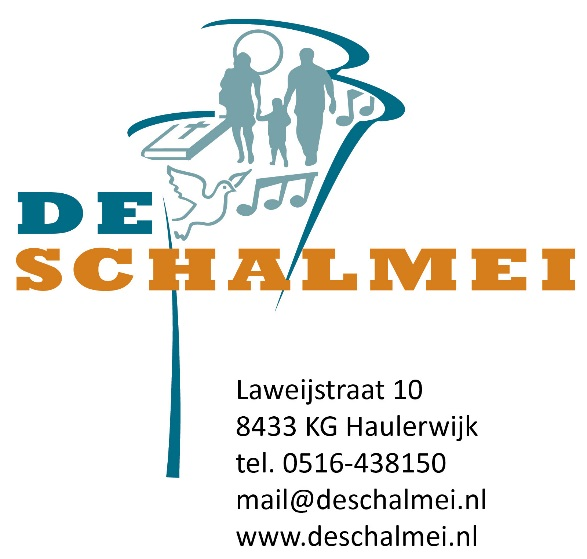 DE
SCHALMEI
Laweijstraat 10
8433 KG Haulerwijk
tel. 0516-438150
mail@deschalmei.nl
www.deschalmei.nl